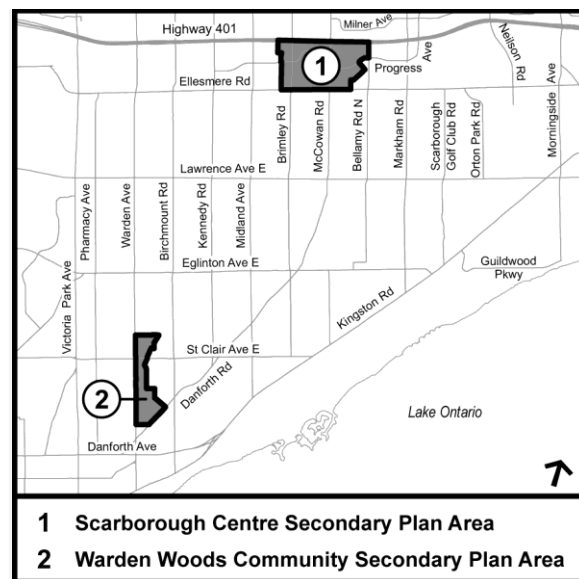 Milner Ave
Highway 401
Neilson Rd
Morningside Ave
1
Progress Ave
Ellesmere Rd
Brimley Rd
McCowan Rd
Bellamy Rd N
Markham Rd
Scarborough
Golf Club Rd
Orton Park Rd
Lawrence Ave E
Pharmacy Ave
Warden Ave
Birchmount Rd
Kennedy Rd
Midland Ave
Victoria Park Ave
Eglinton Ave E
Guildwood
Pkwy
Kingston Rd
St Clair Ave E
Danforth Rd
2
Lake Ontario
Danforth Ave
1 Scarborough Centre Secondary Plan Area
2 Warden Woods Community Secondary Plan Area